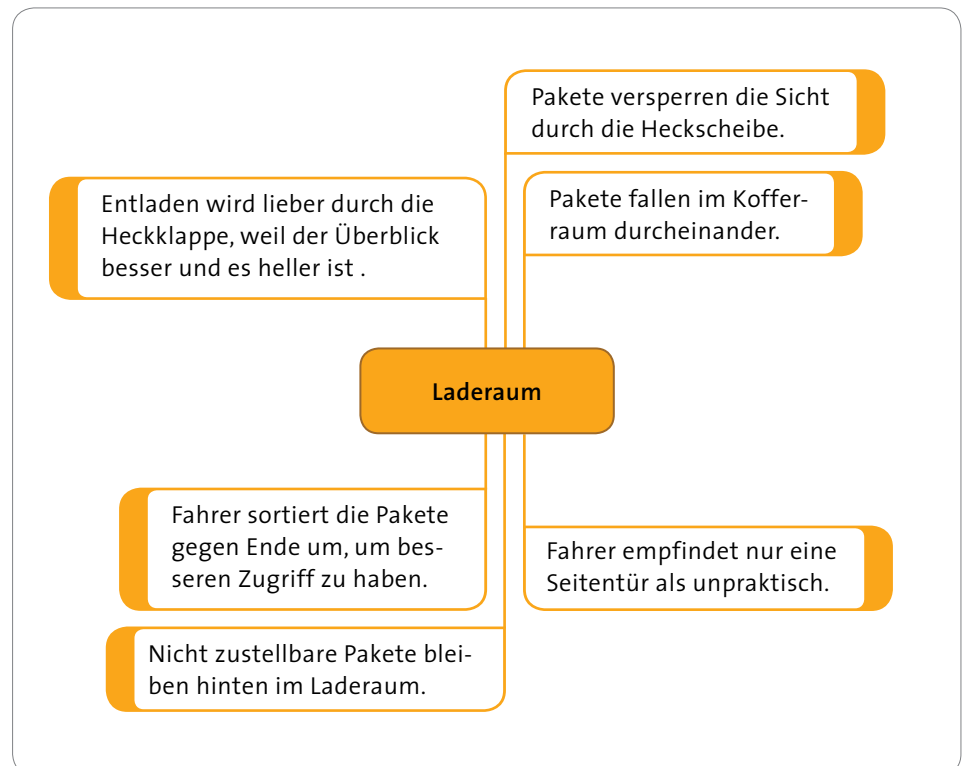 Pakete versperren die Sicht
durch die Heckscheibe.
Entladen wird lieber durch die
Heckklappe, weil der Überblick
besser und es heller ist .
Pakete fallen im Koffer-
raum durcheinander.
Laderaum
Fahrer sortiert die Pakete
gegen Ende um, um bes-
seren Zugriff zu haben.
Fahrer empfindet nur eine
Seitentür als unpraktisch.
Nicht zustellbare Pakete blei-
ben hinten im Laderaum.